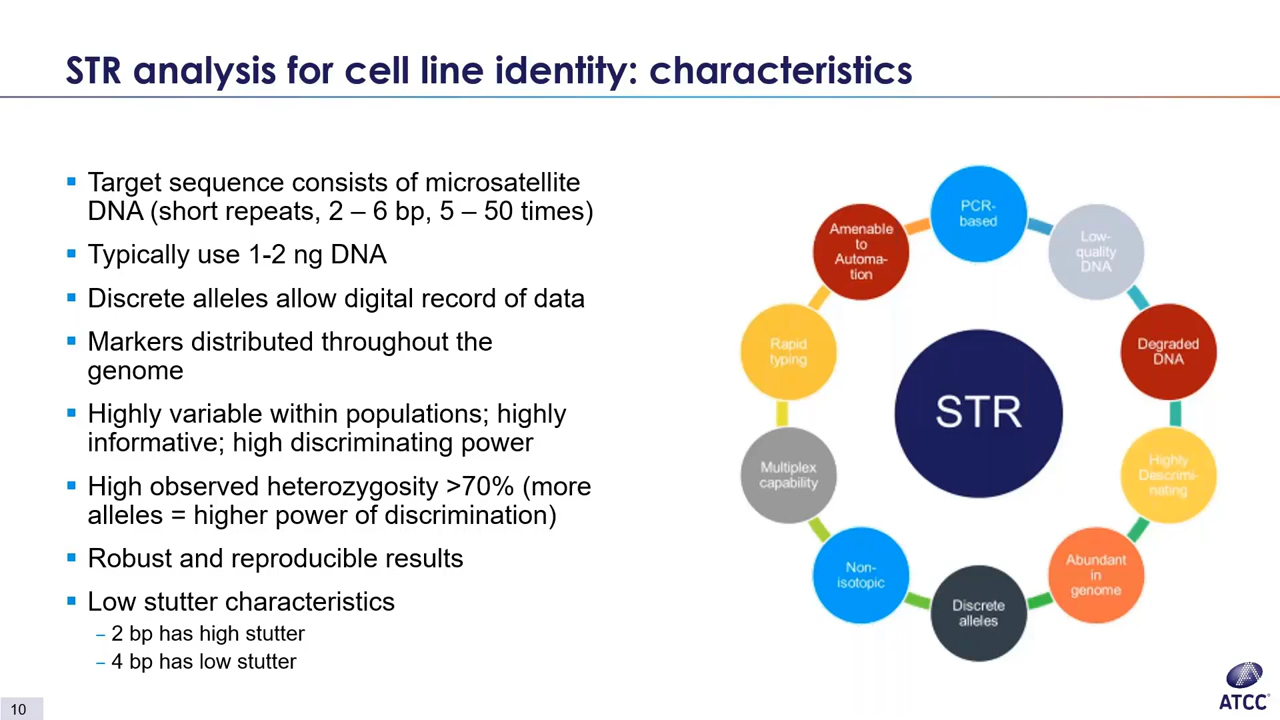 STR analysis for cell line identity: characteristics
▪ Target sequence consists of microsatellite
DNA (short repeats, 2 – 6 bp, 5 – 50 times)
▪ Typically use 1-2 ng DNA
▪ Discrete alleles allow digital record of data
▪ Markers distributed throughout the
genome
▪ Highly variable within populations; highly
informative; high discriminating power
▪ High observed heterozygosity >70% (more
alleles = higher power of discrimination)
▪ Robust and reproducible results
▪ Low stutter characteristics
– 2 bp has high stutter
– 4 bp has low stutter
STR
PCR-
based
Low-
quality
DNA
Degraded
DNA
Highly
Descrimi-
nating
Abundant
in
genome
Discrete
alleles
Non-
isotopic
Multiplex
capability
Rapid
typing
Amenable
to
Automa-
tion
10
ATCC